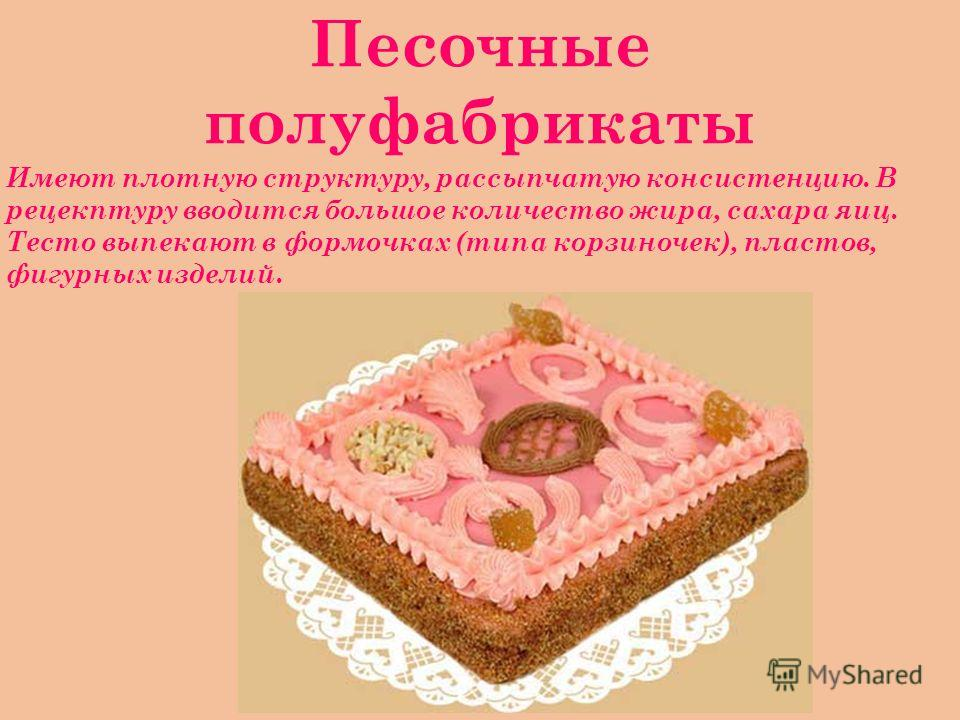 Песочные
полуфабрикаты
Имеют плотную структуру, рассыпчатую консистенцию. В
рецекптуру вводится большое количество жира, сахара яиц.
Тесто выпекают в формочках (типа корзиночек), пластов,
фигурных изделий.
MyShared